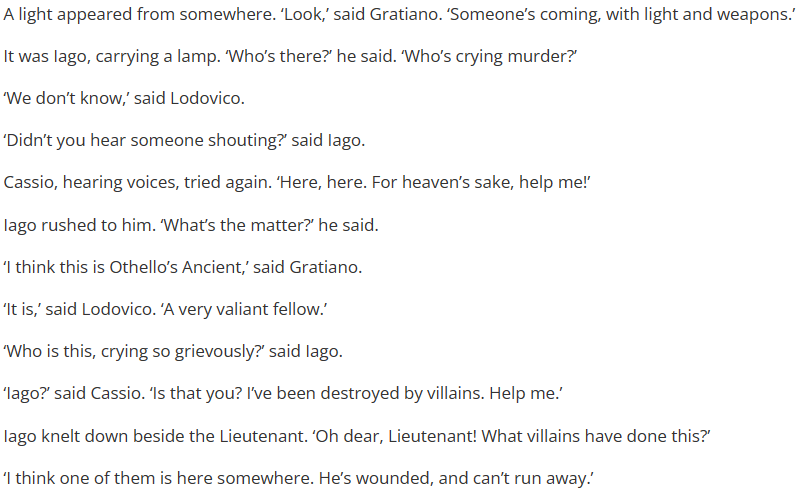 A light appeared from somewhere. ‘Look,’ said Gratiano. ‘Someone’s coming, with light and weapons.’
It was Iago, carrying a lamp. ‘Who’s there?’ he said. ‘Who’s crying murder?’
‘We don’t know,’ said Lodovico.
‘Didn’t you hear someone shouting?’ said Iago.
Cassio, hearing voices, tried again. ‘Here, here. For heaven’s sake, help me!’
Iago rushed to him. ‘What’s the matter?’ he said.
‘I think this is Othello’s Ancient,’ said Gratiano.
‘It is,’ said Lodovico. ‘A very valiant fellow.’
‘Who is this, crying so grievously?’ said Iago.
‘Iago?’ said Cassio. ‘Is that you? I’ve been destroyed by villains. Help me.’
Iago knelt down beside the Lieutenant. ‘Oh dear, Lieutenant! What villains have done this?’
‘I think one of them is here somewhere. He’s wounded, and can’t run away.’